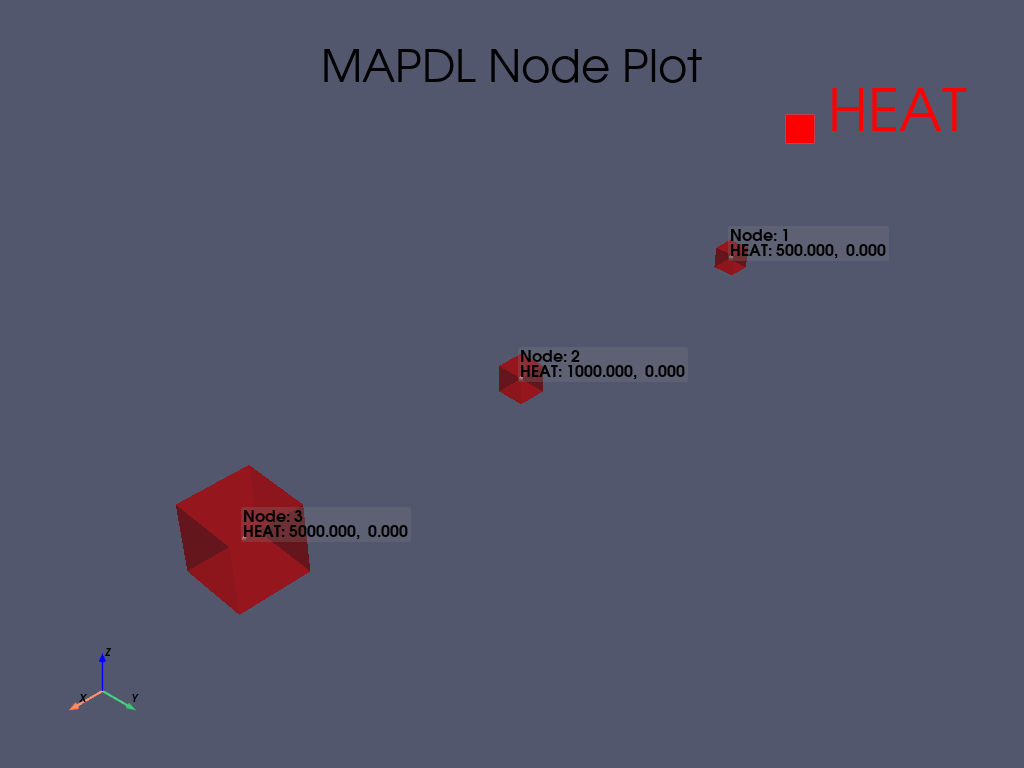 MAPDL Node Plot
HEAT
Node: 1
HEAT: 500.000, 0.000
Node: 2
HEAT: 1000.000, 0.000
Node: 3
HEAT: 5000.000, 0.000
Z
X
Y